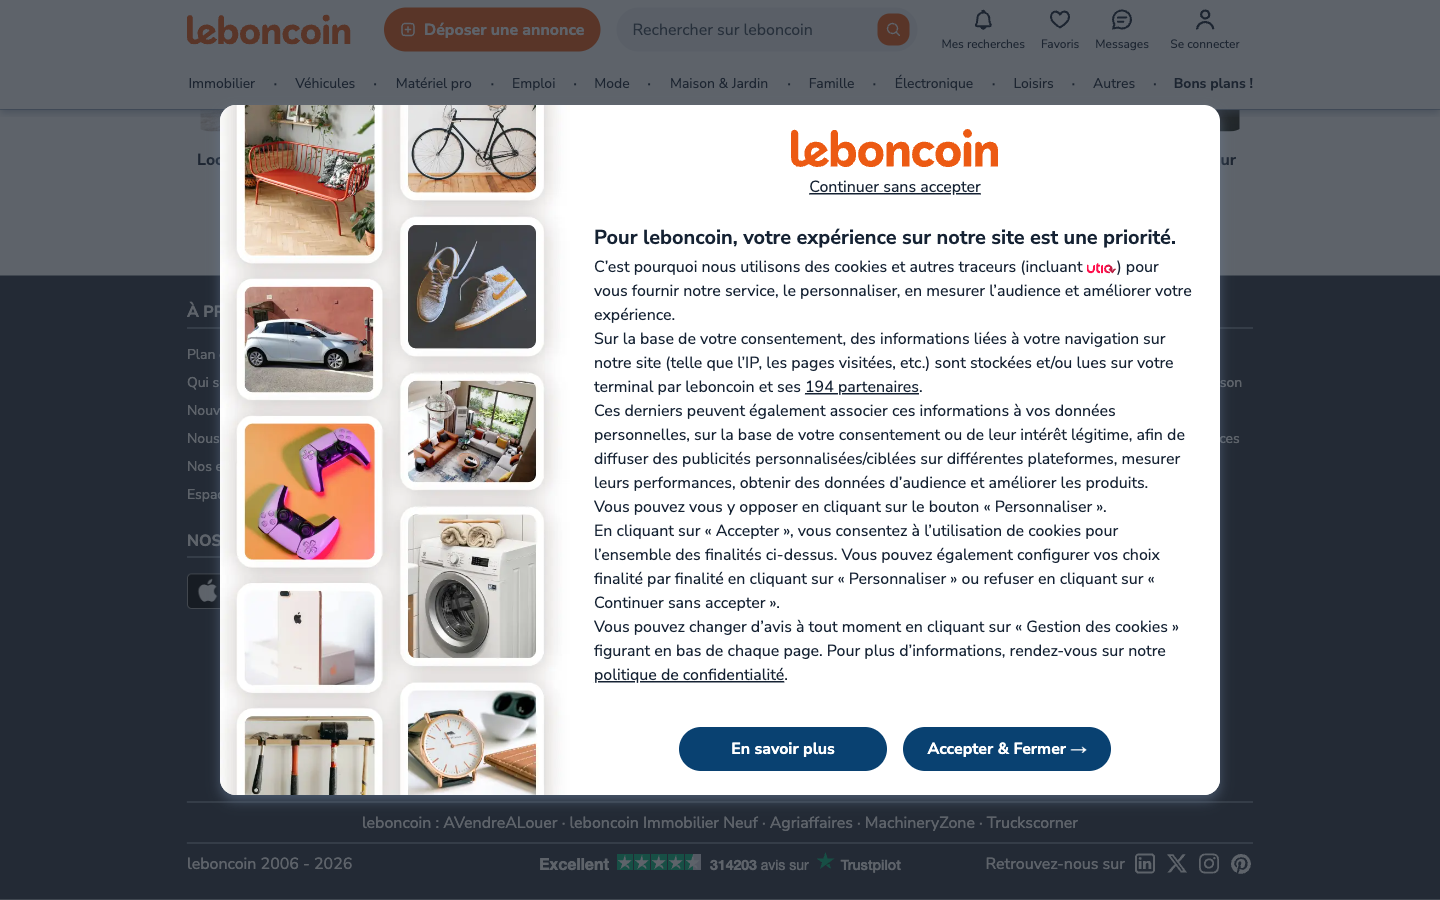 leboncoin
Déposer une annonce
Rechercher sur leboncoin
Mes recherches
Favoris
Messages
Se connecter
Immobilier · Véhicules · Matériel pro · Emploi · Mode · Maison & Jardin · Famille · Électronique · Loisirs · Autres · Bons plans !
leboncoin
Continuer sans accepter
Pour leboncoin, votre expérience sur notre site est une priorité.
C'est pourquoi nous utilisons des cookies et autres traceurs (incluant utiq) pour
vous fournir notre service, le personnaliser, en mesurer l'audience et améliorer votre
expérience.
Sur la base de votre consentement, des informations liées à votre navigation sur
notre site (telle que l'IP, les pages visitées, etc.) sont stockées et/ou lues sur votre
terminal par leboncoin et ses 194 partenaires.
Ces derniers peuvent également associer ces informations à vos données
personnelles, sur la base de votre consentement ou de leur intérêt légitime, afin de
diffuser des publicités personnalisées/ciblées sur différentes plateformes, mesurer
leurs performances, obtenir des données d'audience et améliorer les produits.
Vous pouvez vous y opposer en cliquant sur le bouton « Personnaliser ».
En cliquant sur « Accepter », vous consentez à l'utilisation de cookies pour
l'ensemble des finalités ci-dessus. Vous pouvez également configurer vos choix
finalité par finalité en cliquant sur « Personnaliser » ou refuser en cliquant sur «
Continuer sans accepter ».
Vous pouvez changer d'avis à tout moment en cliquant sur « Gestion des cookies »
figurant en bas de chaque page. Pour plus d'informations, rendez-vous sur notre
politique de confidentialité.
En savoir plus
Accepter & Fermer →
Plan
Nos
NOS
leboncoin : AVendreALouer · leboncoin Immobilier Neuf · Agriaffaires · MachineryZone · Truckscorner
leboncoin 2006 - 2026
Excellent 314203 avis sur Trustpilot
Retrouvez-nous sur